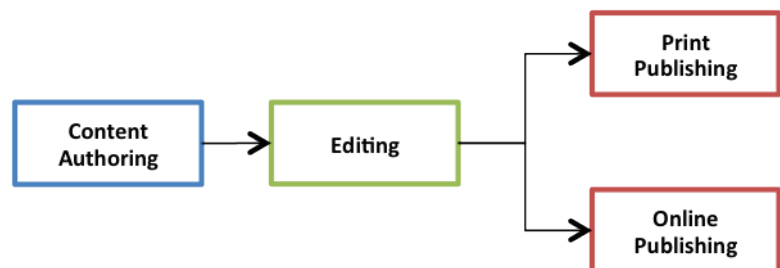 Content
Authoring
Editing
Print
Publishing
Online
Publishing